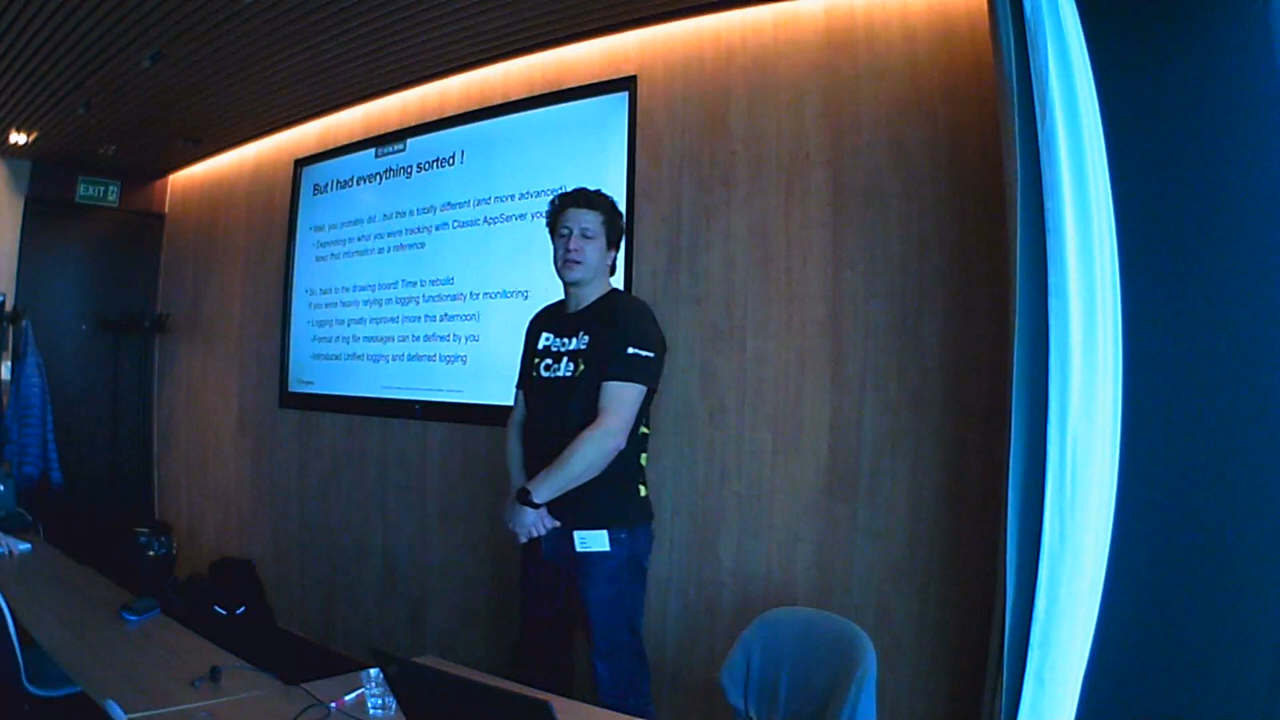 EXIT
But I had everything sorted !
Well, you probably did...but this is totally different (and more advanced)
Depending on what you were tracking with Classic AppServer you
that information as a reference
So, back to the drawing board! Time to rebuild
If you were heavily relying on logging functionality for monitoring:
Logging has greatly improved (more this afternoon)
Format of log file messages can be defined by you
Introduced Unified logging and deferred logging
Progress
People
{Code}
Progress